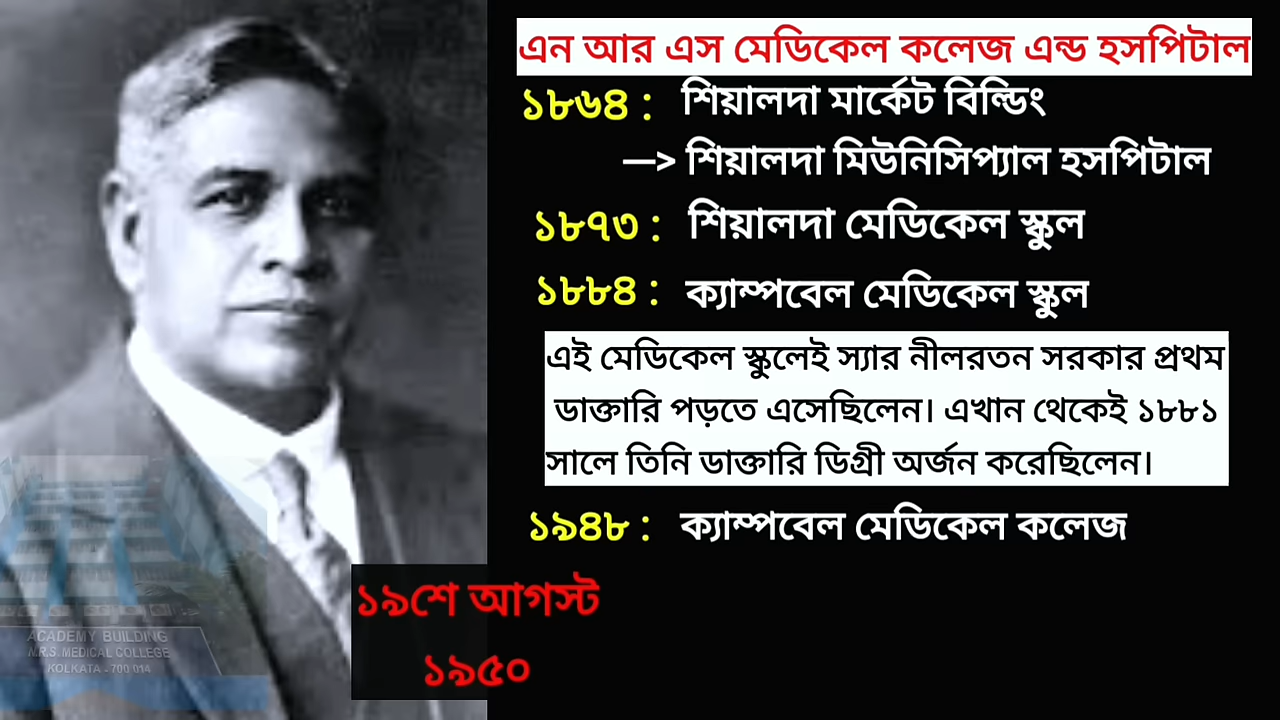 এন আর এস মেডিকেল কলেজ এন্ড হসপিটাল
১৮৬৪ : শিয়ালদা মার্কেট বিল্ডিং
—> শিয়ালদা মিউনিসিপ্যাল হসপিটাল
১৮৭৩ : শিয়ালদা মেডিকেল স্কুল
১৮৮৪ : ক্যাম্পবেল মেডিকেল স্কুল
এই মেডিকেল স্কুলেই স্যার নীলরতন সরকার প্রথম
ডাক্তারি পড়তে এসেছিলেন। এখান থেকেই ১৮৮১
সালে তিনি ডাক্তারি ডিগ্রী অর্জন করেছিলেন।
১৯৪৮ : ক্যাম্পবেল মেডিকেল কলেজ
১৯শে আগস্ট
১৯৫০
ACADEMY BUILDING
N.R.S. MEDICAL COLLEGE
KOLKATA - 700 014